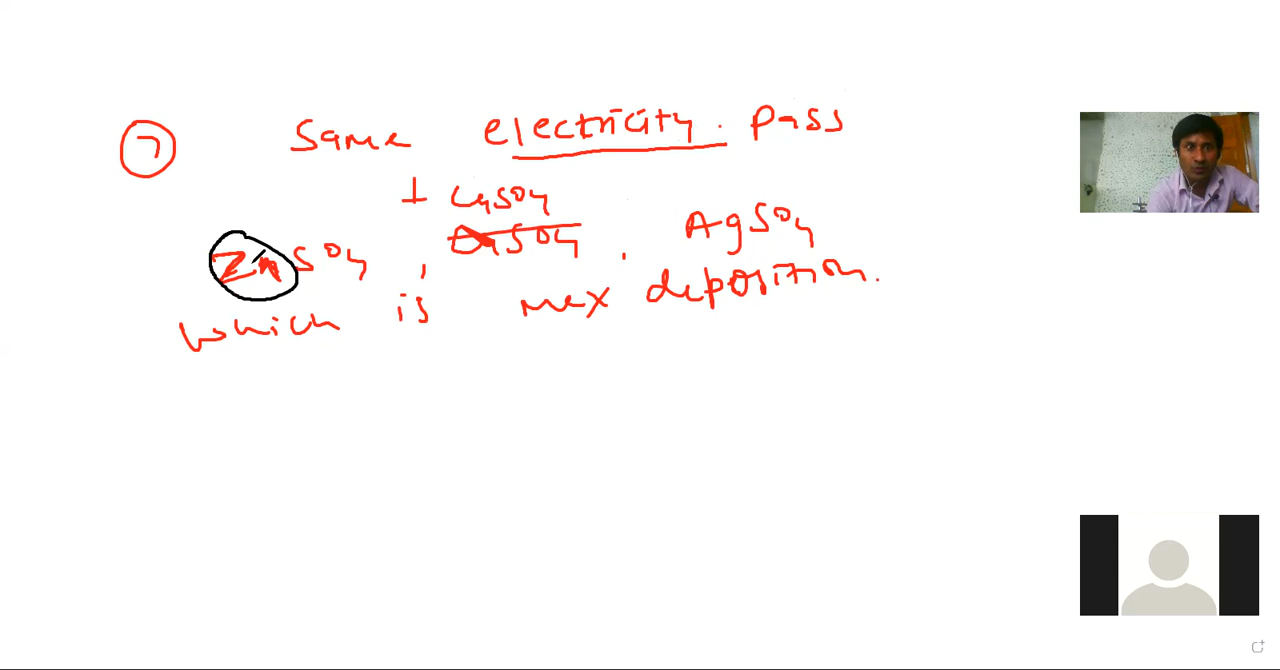 7 Same electricity. Pass
⊥ CuSO4
ZnSO4, CuSO4. AgSO4
which is max deposition.